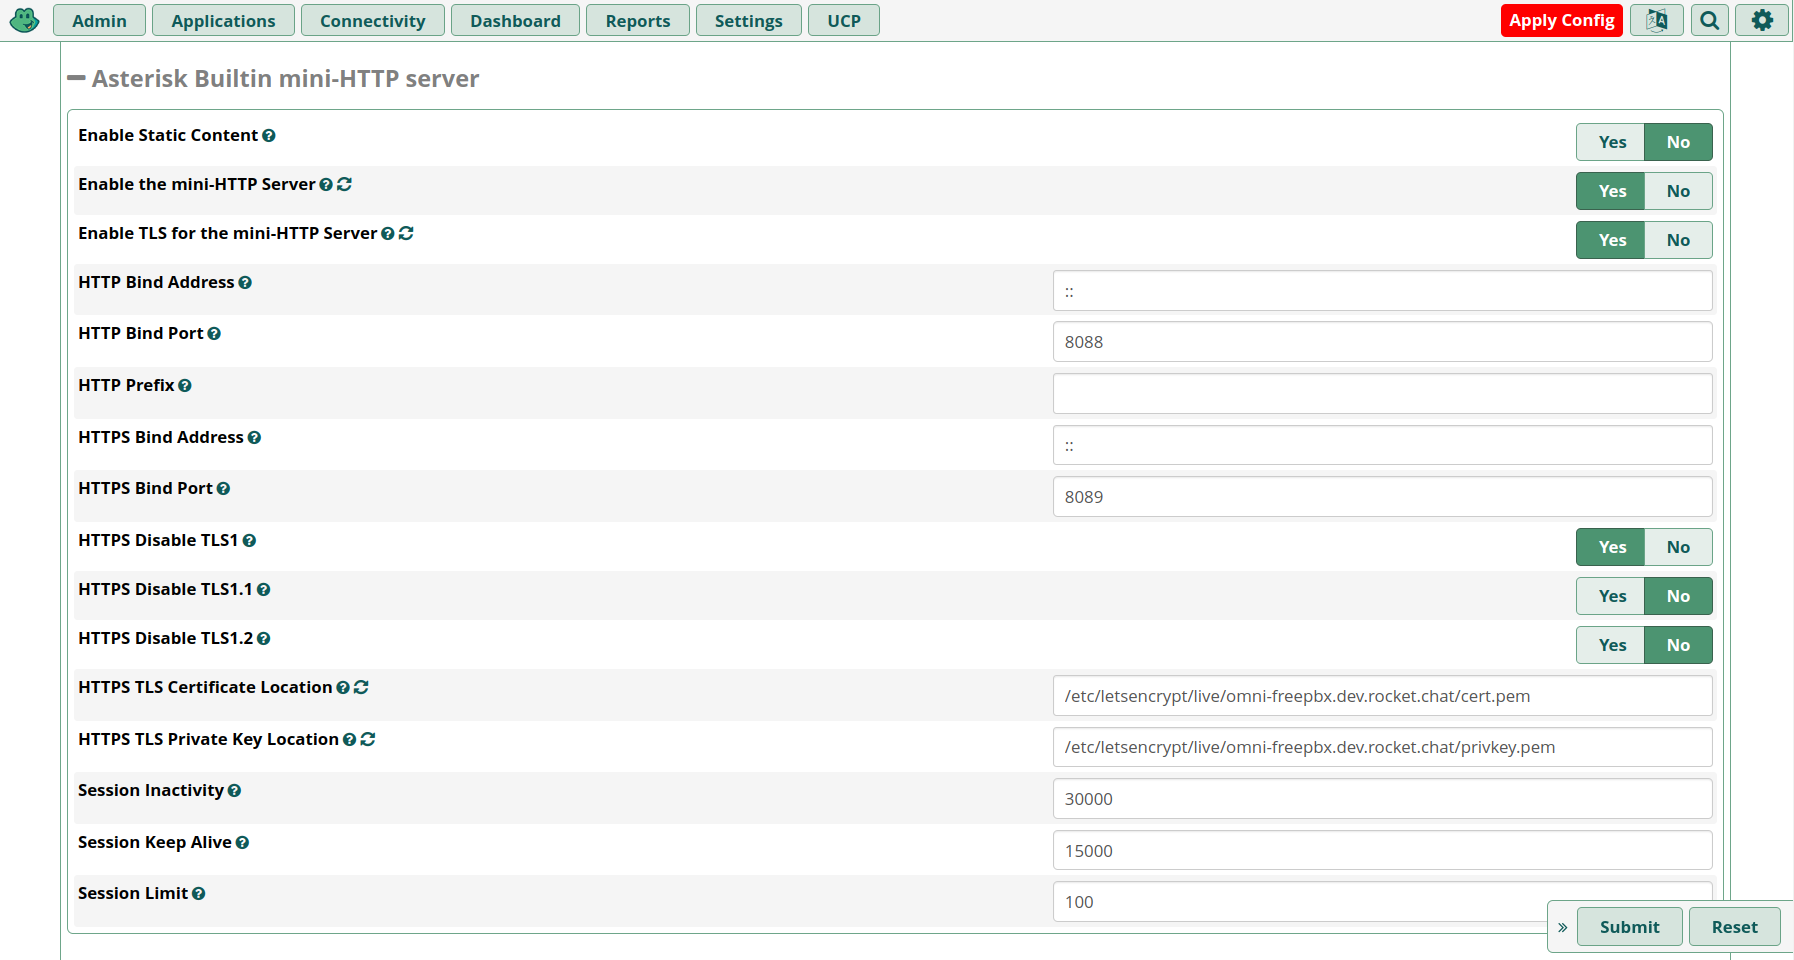 Admin Applications Connectivity Dashboard Reports Settings UCP Apply Config
Asterisk Builtin mini-HTTP server
Enable Static Content Yes No
Enable the mini-HTTP Server Yes No
Enable TLS for the mini-HTTP Server Yes No
HTTP Bind Address ::
HTTP Bind Port 8088
HTTP Prefix
HTTPS Bind Address ::
HTTPS Bind Port 8089
HTTPS Disable TLS1 Yes No
HTTPS Disable TLS1.1 Yes No
HTTPS Disable TLS1.2 Yes No
HTTPS TLS Certificate Location /etc/letsencrypt/live/omni-freepbx.dev.rocket.chat/cert.pem
HTTPS TLS Private Key Location /etc/letsencrypt/live/omni-freepbx.dev.rocket.chat/privkey.pem
Session Inactivity 30000
Session Keep Alive 15000
Session Limit 100
» Submit Reset